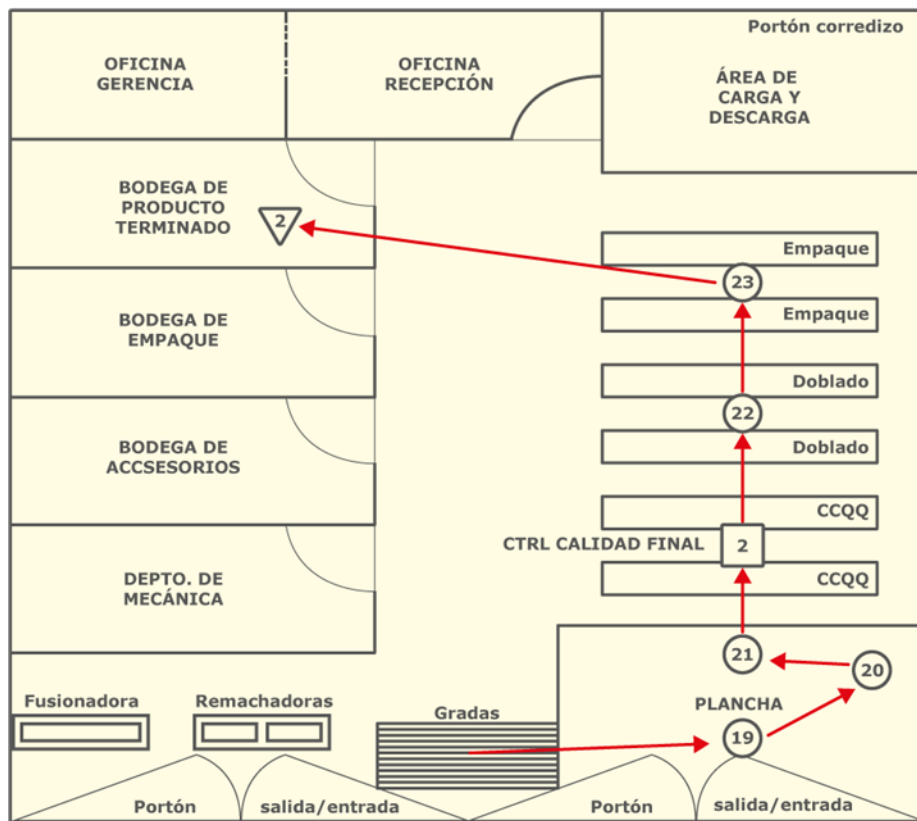 Portón corredizo
OFICINA
GERENCIA
OFICINA
RECEPCIÓN
ÁREA DE
CARGA Y
DESCARGA
BODEGA DE
PRODUCTO
TERMINADO
2
Empaque
23
Empaque
BODEGA DE
EMPAQUE
Doblado
22
Doblado
BODEGA DE
ACCSESORIOS
CCQQ
CTRL CALIDAD FINAL
2
CCQQ
DEPTO. DE
MECÁNICA
21
20
Fusionadora
Remachadoras
Gradas
PLANCHA
19
Portón
salida/entrada
Portón
salida/entrada